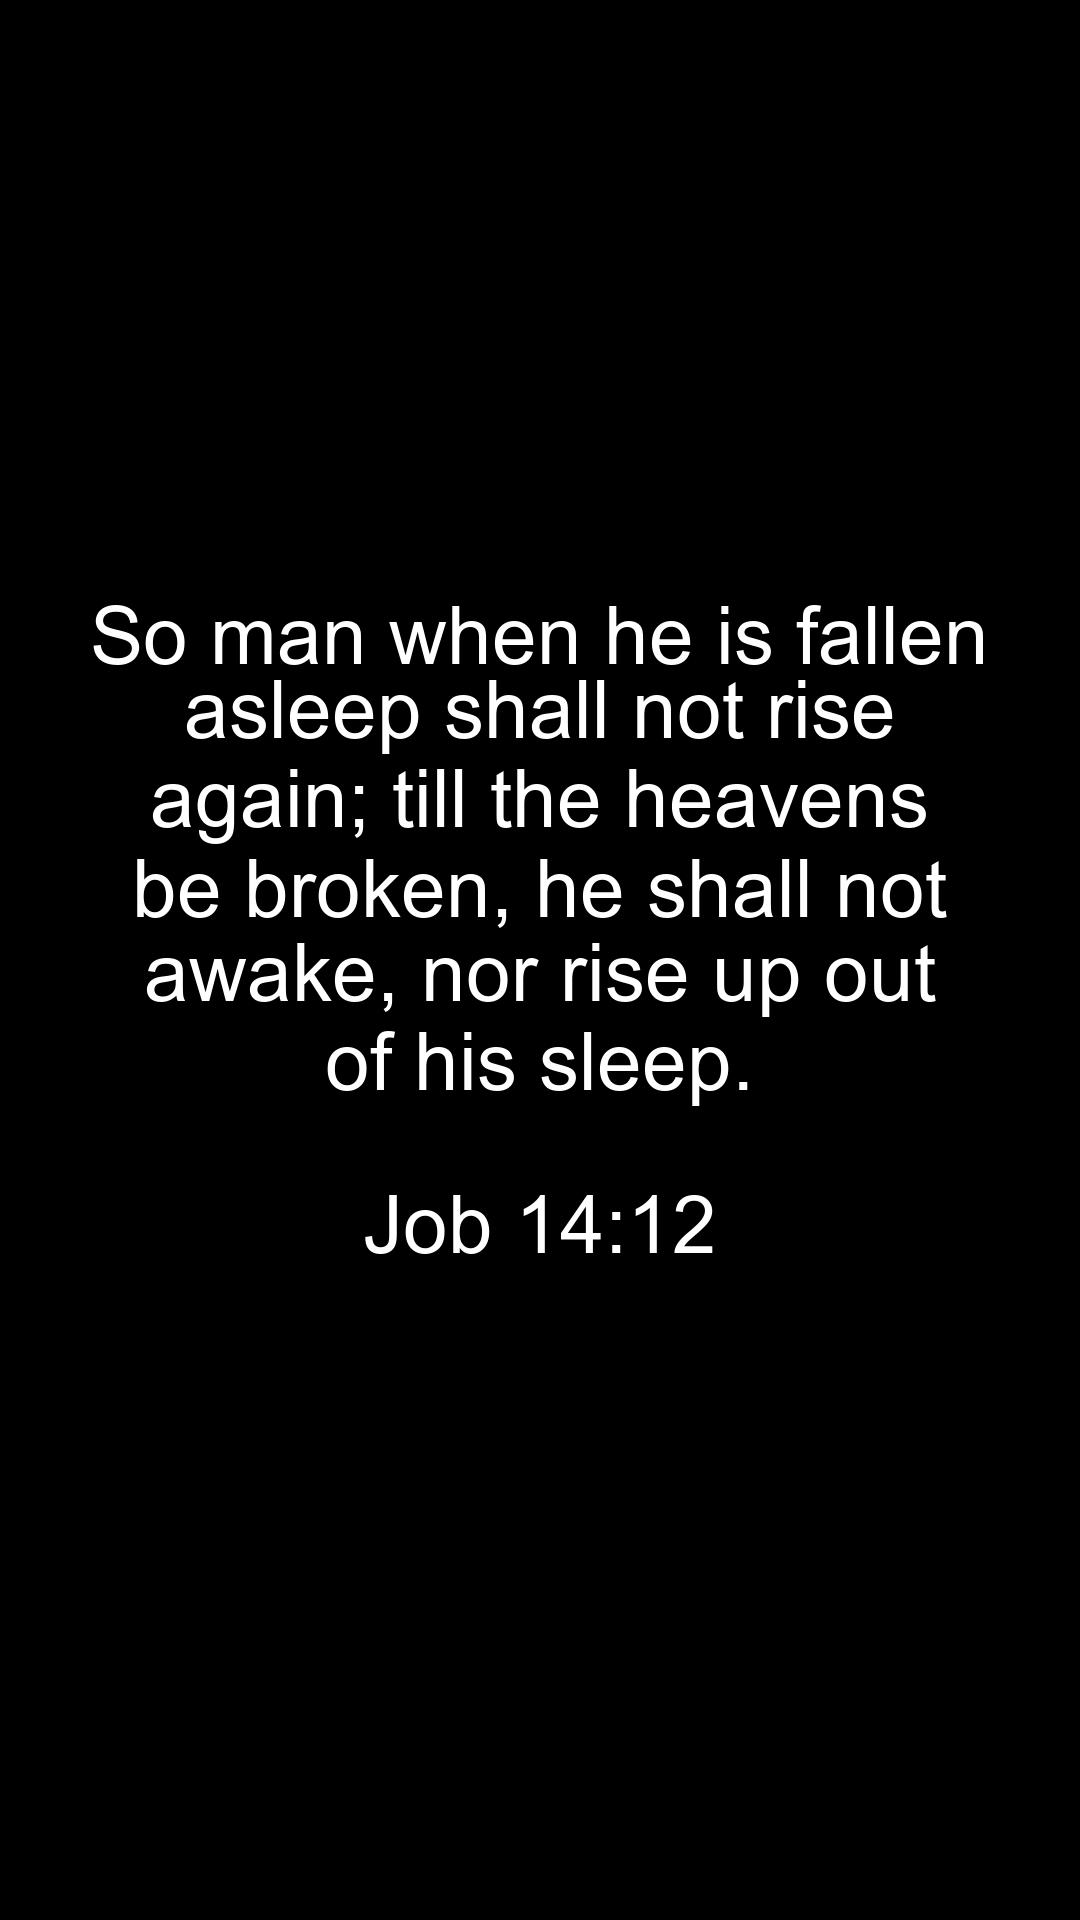 So man when he is fallen
asleep shall not rise
again; till the heavens
be broken, he shall not
awake, nor rise up out
of his sleep.
Job 14:12